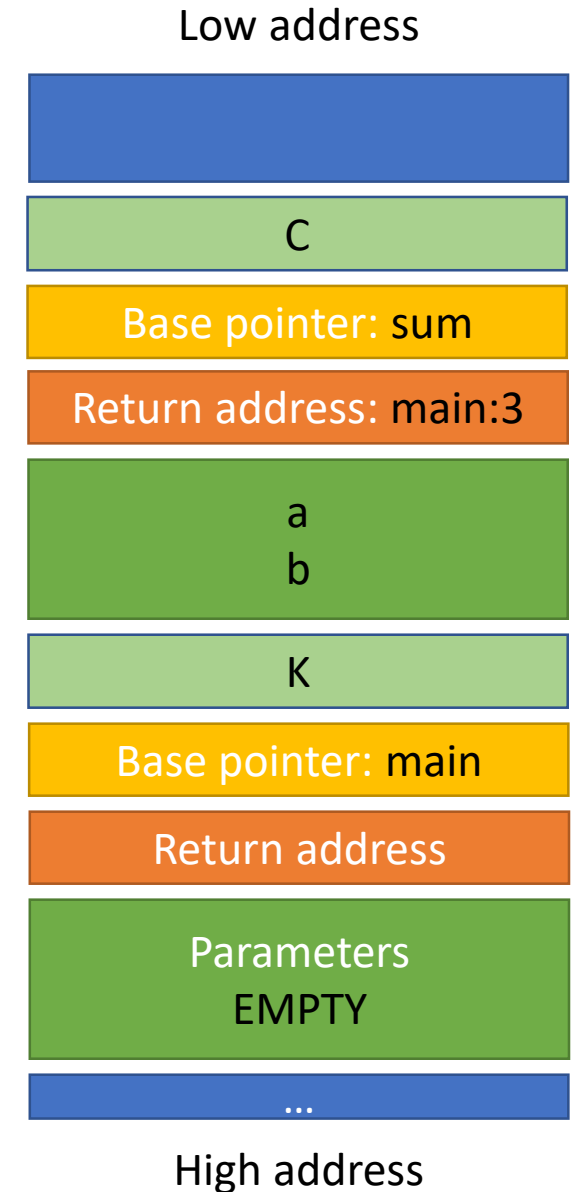 Low address
C
Base pointer: sum
Return address: main:3
a
b
K
Base pointer: main
Return address
Parameters
EMPTY
...
High address